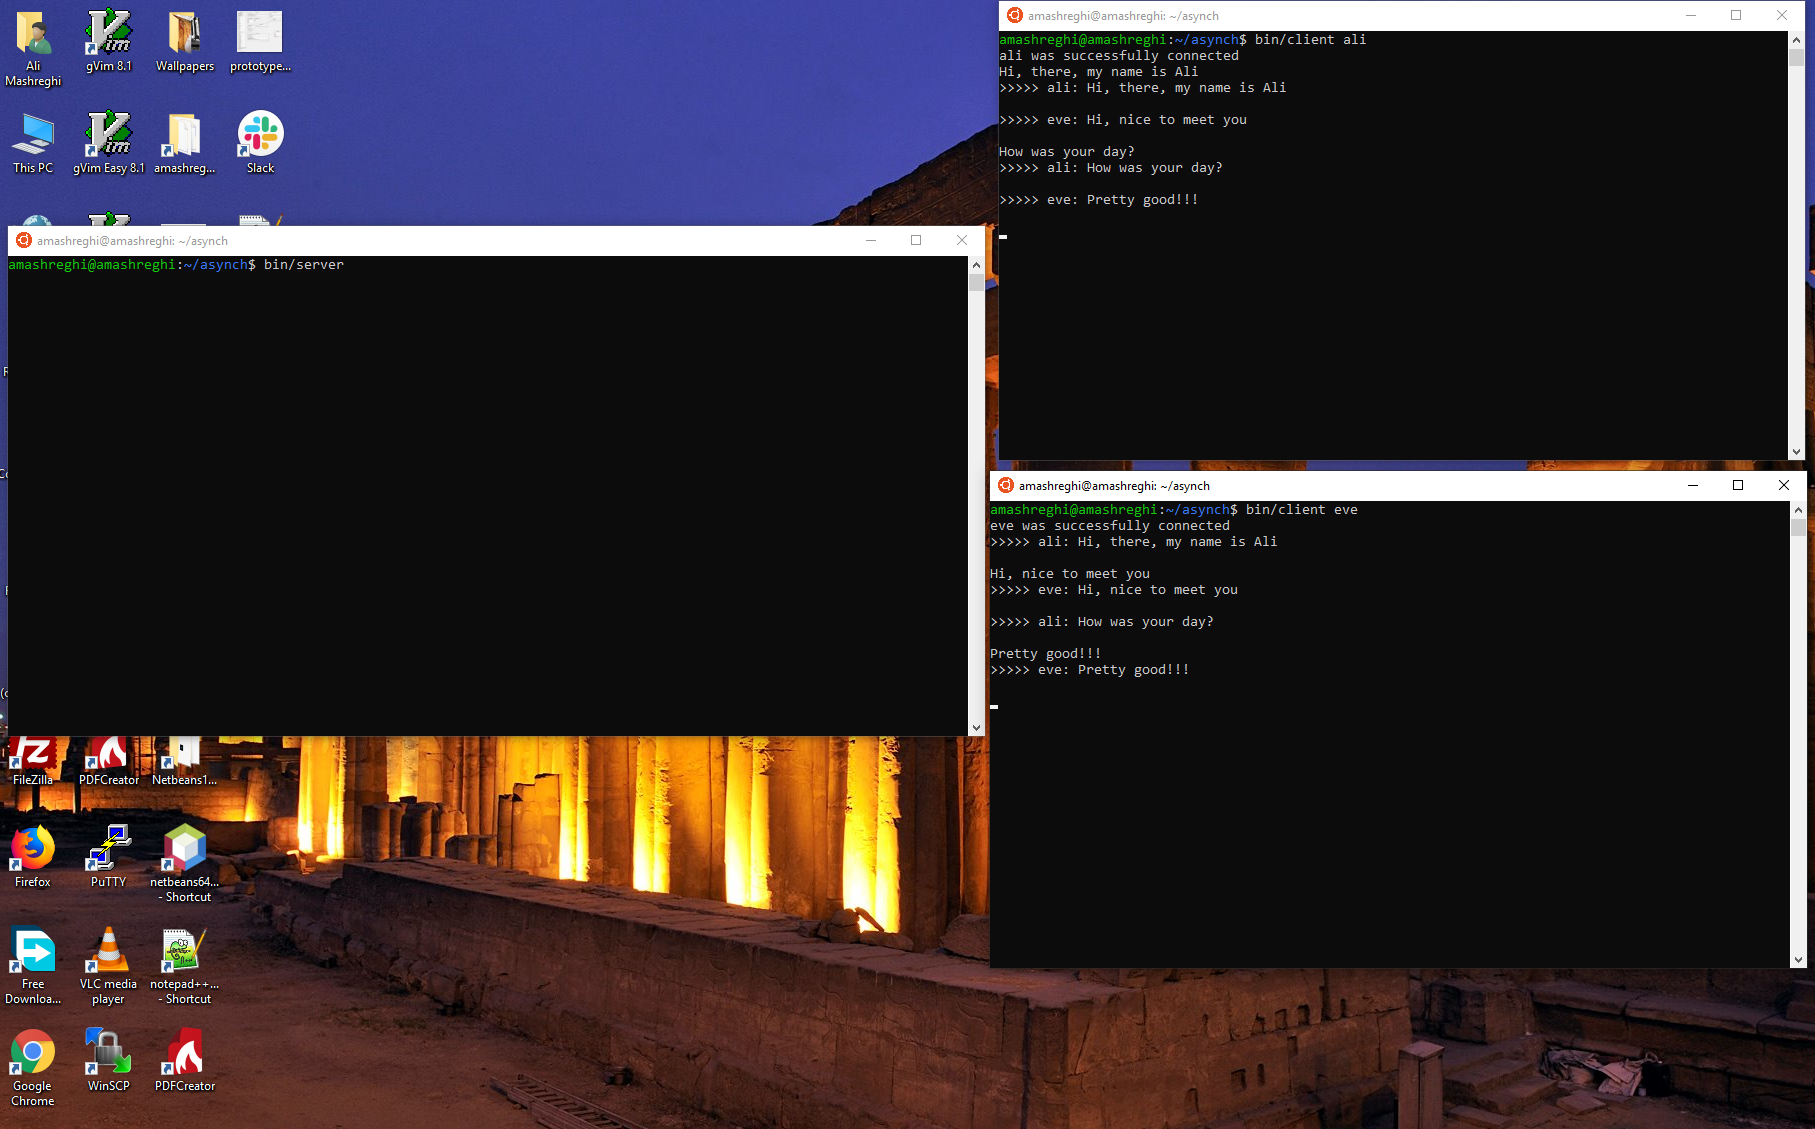 Ali
Mashreghi
gVim 8.1
Wallpapers
prototype...
This PC
gVim Easy 8.1
amashreg...
Slack
amashreghi@amashreghi: ~/asynch
amashreghi@amashreghi:~/asynch$ bin/server
FileZilla
PDFCreator
Netbeans1...
Firefox
PuTTY
netbeans64...
- Shortcut
Free
Downloa...
VLC media
player
notepad++...
- Shortcut
Google
Chrome
WinSCP
PDFCreator
amashreghi@amashreghi: ~/asynch
amashreghi@amashreghi:~/asynch$ bin/client ali
ali was successfully connected
Hi, there, my name is Ali
>>>>> ali: Hi, there, my name is Ali
>>>>> eve: Hi, nice to meet you
How was your day?
>>>>> ali: How was your day?
>>>>> eve: Pretty good!!!
amashreghi@amashreghi: ~/asynch
amashreghi@amashreghi:~/asynch$ bin/client eve
eve was successfully connected
>>>>> ali: Hi, there, my name is Ali
Hi, nice to meet you
>>>>> eve: Hi, nice to meet you
>>>>> ali: How was your day?
Pretty good!!!
>>>>> eve: Pretty good!!!